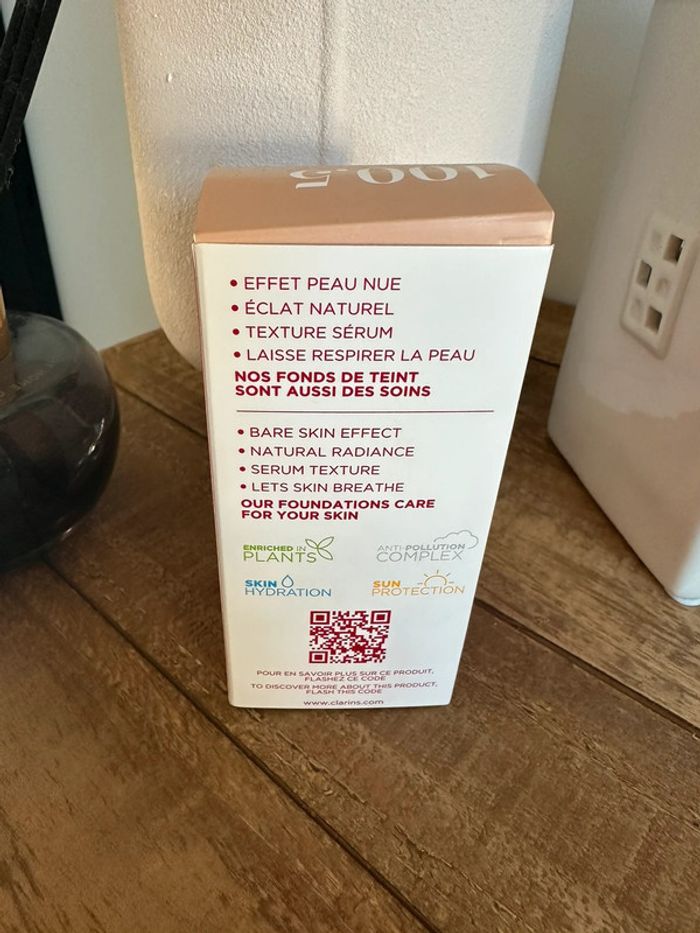 100.5
• EFFET PEAU NUE
• ÉCLAT NATUREL
• TEXTURE SÉRUM
• LAISSE RESPIRER LA PEAU
NOS FONDS DE TEINT
SONT AUSSI DES SOINS
• BARE SKIN EFFECT
• NATURAL RADIANCE
• SERUM TEXTURE
• LETS SKIN BREATHE
OUR FOUNDATIONS CARE
FOR YOUR SKIN
ENRICHED IN
PLANTS
ANTI-POLLUTION
COMPLEX
SKIN
HYDRATION
SUN
PROTECTION
POUR EN SAVOIR PLUS SUR CE PRODUIT,
FLASHEZ CE CODE
TO DISCOVER MORE ABOUT THIS PRODUCT,
FLASH THIS CODE
www.clarins.com